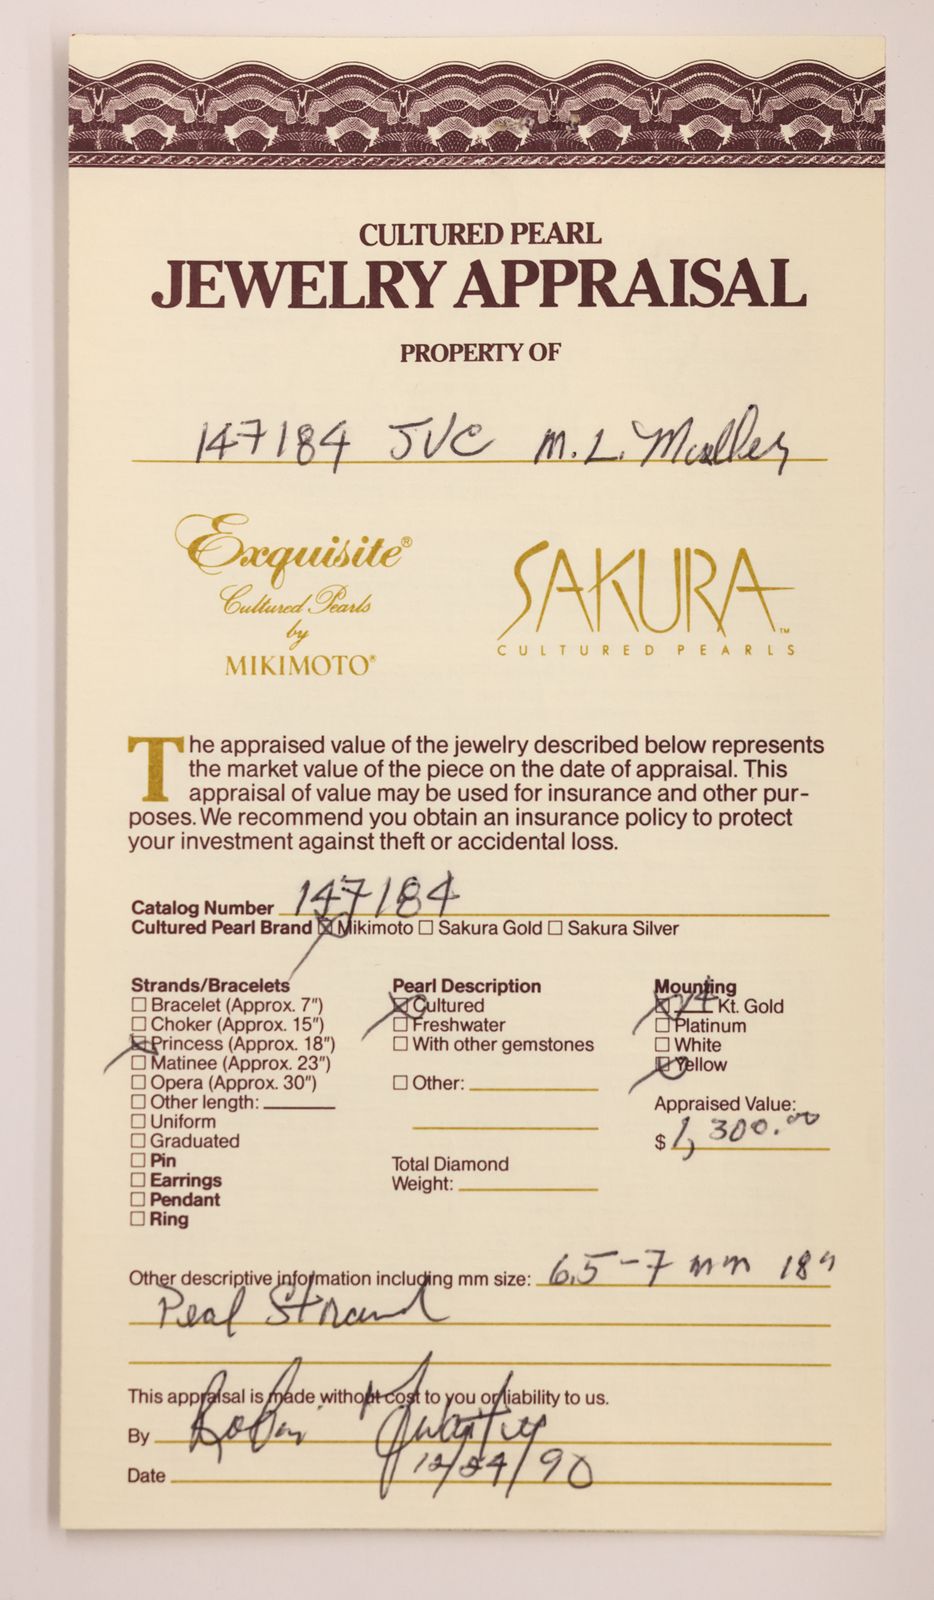 CULTURED PEARL
JEWELRY APPRAISAL
PROPERTY OF
147184 JVC M. L.
Exquisite®
Cultured Pearls
by
MIKIMOTO®
SAKURA™
CULTURED PEARLS
The appraised value of the jewelry described below represents
the market value of the piece on the date of appraisal. This
appraisal of value may be used for insurance and other pur-
poses. We recommend you obtain an insurance policy to protect
your investment against theft or accidental loss.
Catalog Number 147184
Cultured Pearl Brand ☒ Mikimoto ☐ Sakura Gold ☐ Sakura Silver
Strands/Bracelets
☐ Bracelet (Approx. 7")
☐ Choker (Approx. 15")
☒ Princess (Approx. 18")
☐ Matinee (Approx. 23")
☐ Opera (Approx. 30")
☐ Other length:
☐ Uniform
☐ Graduated
☐ Pin
☐ Earrings
☐ Pendant
☐ Ring
Pearl Description
☒ Cultured
☐ Freshwater
☐ With other gemstones
☐ Other:
Total Diamond
Weight:
Mounting
☒ 14 Kt. Gold
☐ Platinum
☐ White
☒ Yellow
Appraised Value:
$ 1,300.00
Other descriptive information including mm size: 6.5-7 mm 18"
Peal Strand
This appraisal is made without cost to you or liability to us.
By Robin
Date 12/24/90